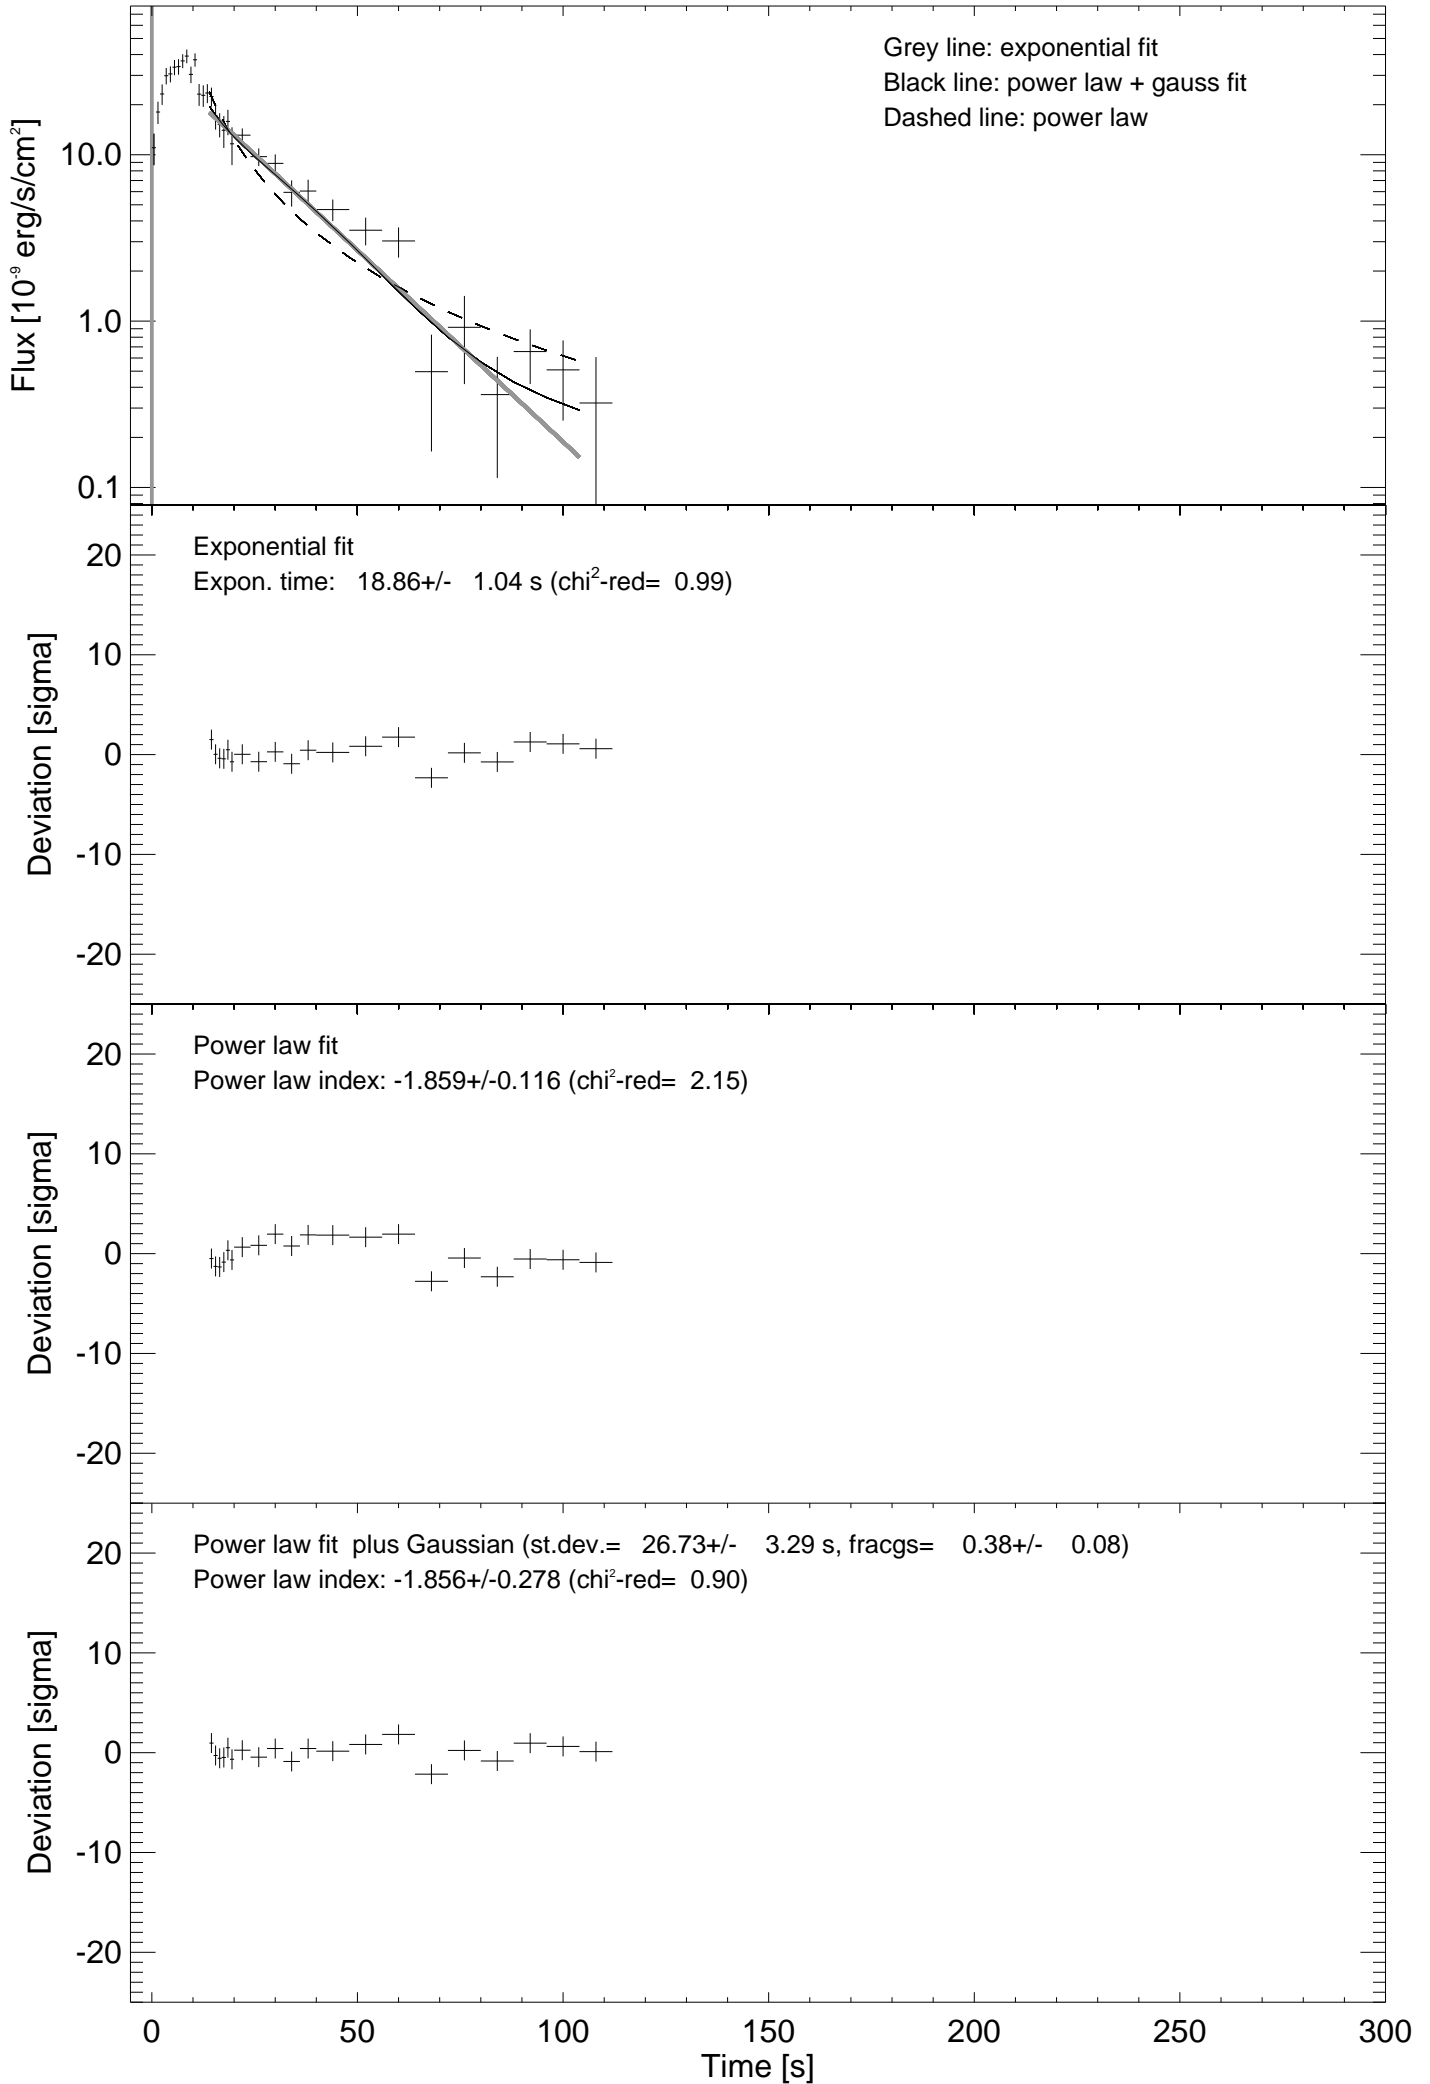 Grey line: exponential fit
Black line: power law + gauss fit
Dashed line: power law
Flux [10⁻⁹ erg/s/cm²]
10.0
1.0
0.1
Exponential fit
Expon. time: 18.86+/- 1.04 s (chi²-red= 0.99)
Deviation [sigma]
20
10
0
-10
-20
Power law fit
Power law index: -1.859+/-0.116 (chi²-red= 2.15)
Deviation [sigma]
20
10
0
-10
-20
Power law fit plus Gaussian (st.dev.= 26.73+/- 3.29 s, fracgs= 0.38+/- 0.08)
Power law index: -1.856+/-0.278 (chi²-red= 0.90)
Deviation [sigma]
20
10
0
-10
-20
0 50 100 150 200 250 300
Time [s]